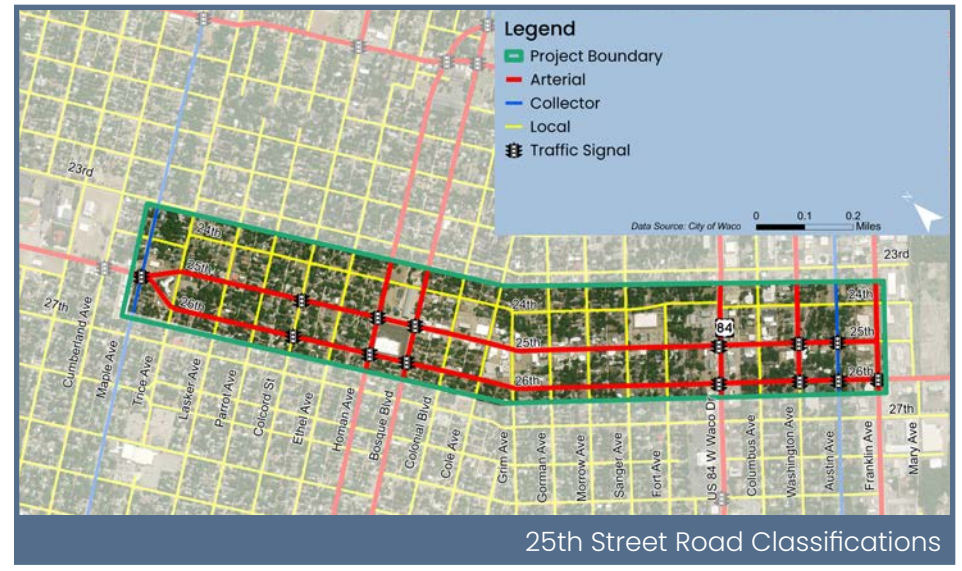 Legend
Project Boundary
Arterial
Collector
Local
Traffic Signal
Data Source: City of Waco
0 0.1 0.2
Miles
N
23rd
24th
25th
26th
27th
23rd
24th
24th
25th
25th
26th
26th
27th
84
Cumberland Ave
Maple Ave
Trice Ave
Lasker Ave
Parrot Ave
Colcord St
Ethel Ave
Homan Ave
Bosque Blvd
Colonial Blvd
Cole Ave
Grim Ave
Gorman Ave
Morrow Ave
Sanger Ave
Fort Ave
US 84 W Waco Dr
Columbus Ave
Washington Ave
Austin Ave
Franklin Ave
Mary Ave
25th Street Road Classifications